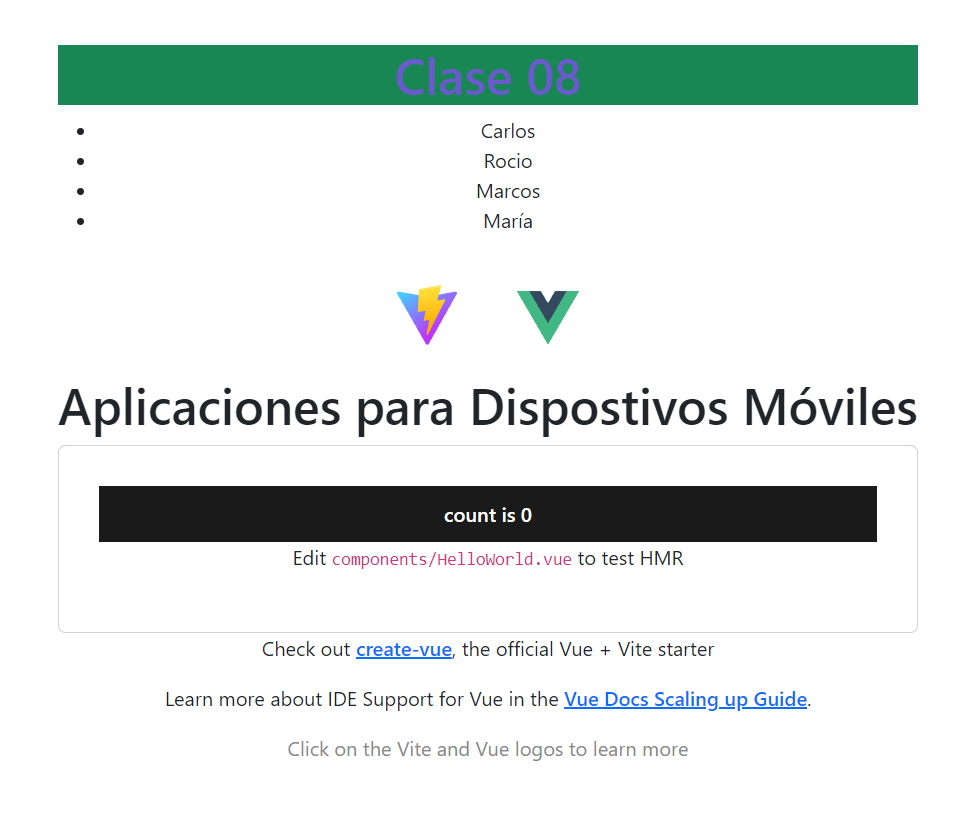 Clase 08
Carlos
Rocio
Marcos
María
Aplicaciones para Dispostivos Móviles
count is 0
Edit components/HelloWorld.vue to test HMR
Check out create-vue, the official Vue + Vite starter
Learn more about IDE Support for Vue in the Vue Docs Scaling up Guide.
Click on the Vite and Vue logos to learn more